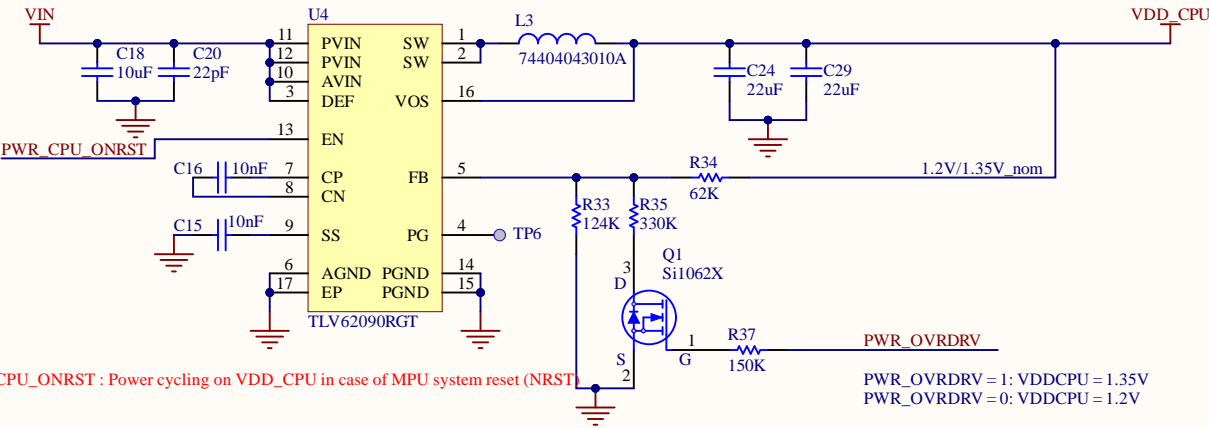 VIN
U4
L3
VDD_CPU
C18
10uF
C20
22pF
11
12
10
3
PVIN
PVIN
AVIN
DEF
SW
SW
VOS
1
2
16
74404043010A
C24
22uF
C29
22uF
PWR_CPU_ONRST
13
EN
C16
10nF
7
8
CP
CN
FB
5
R34
62K
1.2V/1.35V_nom
R33
124K
R35
330K
C15
10nF
9
SS
PG
4
TP6
6
17
AGND
EP
PGND
PGND
14
15
TLV62090RGT
Q1
Si1062X
3
D
S
2
1
G
R37
150K
PWR_OVRDRV
CPU_ONRST : Power cycling on VDD_CPU in case of MPU system reset (NRST)
PWR_OVRDRV = 1: VDDCPU = 1.35V
PWR_OVRDRV = 0: VDDCPU = 1.2V